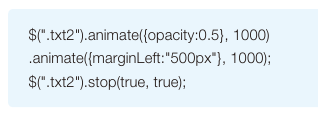 $(".txt2").animate({opacity:0.5}, 1000)
.animate({marginLeft:"500px"}, 1000);
$(".txt2").stop(true, true);